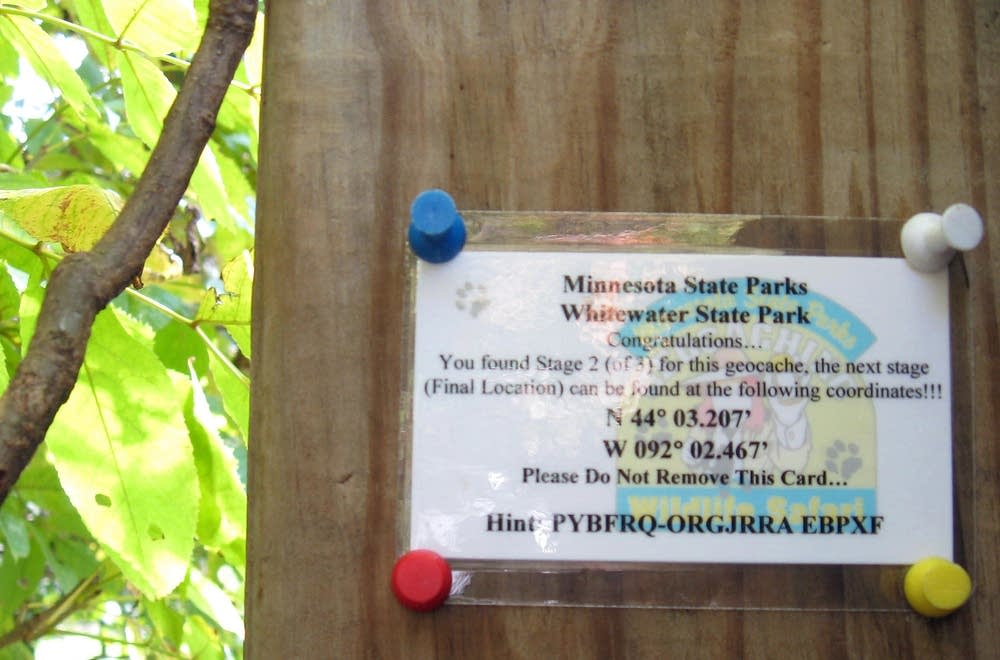 Minnesota State Parks
Whitewater State Park
Congratulations…
You found Stage 2 (of 3) for this geocache, the next stage
(Final Location) can be found at the following coordinates!!!
N 44° 03.207’
W 092° 02.467’
Please Do Not Remove This Card…
Wildlife Safari
Hint: PYBFRQ-ORGJRRA EBPXF